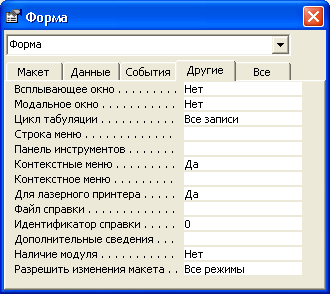 Форма
Форма
Макет Данные События Другие Все
Всплывающее окно . . . . . . . . . . Нет
Модальное окно . . . . . . . . . . . . Нет
Цикл табуляции . . . . . . . . . . . . Все записи
Строка меню . . . . . . . . . . . . . .
Панель инструментов . . . . . . . .
Контекстные меню . . . . . . . . . . Да
Контекстное меню . . . . . . . . . .
Для лазерного принтера . . . . . . Да
Файл справки . . . . . . . . . . . . .
Идентификатор справки . . . . . . 0
Дополнительные сведения . . . .
Наличие модуля . . . . . . . . . . . . Нет
Разрешить изменения макета . . Все режимы